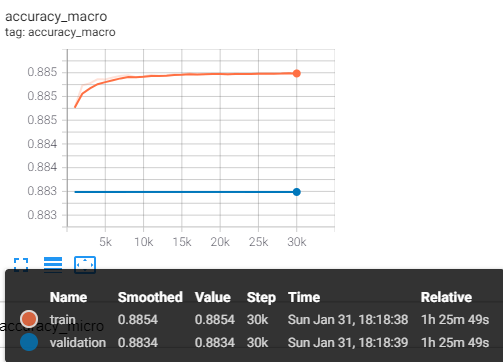 accuracy_macro
tag: accuracy_macro
0.885
0.885
0.885
0.884
0.884
0.883
0.883
5k 10k 15k 20k 25k 30k
Name Smoothed Value Step Time Relative
train 0.8854 0.8854 30k Sun Jan 31, 18:18:38 1h 25m 49s
accuracy_micro
validation 0.8834 0.8834 30k Sun Jan 31, 18:18:39 1h 25m 49s